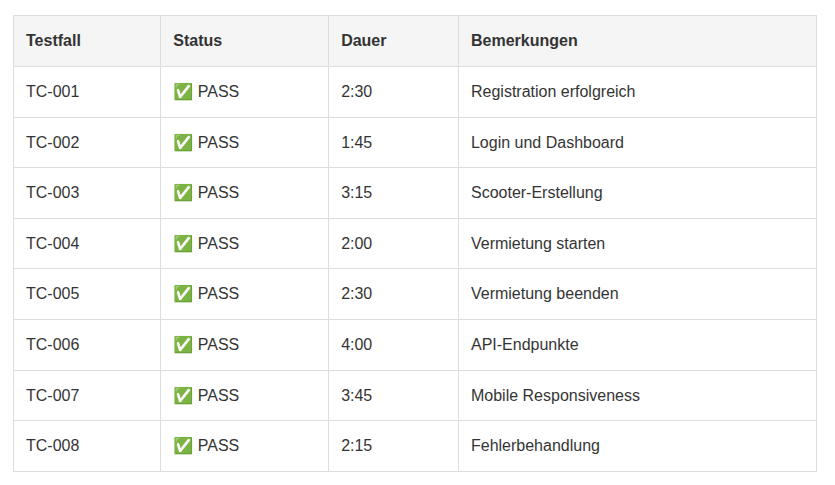 Testfall Status Dauer Bemerkungen
TC-001 ✅ PASS 2:30 Registration erfolgreich
TC-002 ✅ PASS 1:45 Login und Dashboard
TC-003 ✅ PASS 3:15 Scooter-Erstellung
TC-004 ✅ PASS 2:00 Vermietung starten
TC-005 ✅ PASS 2:30 Vermietung beenden
TC-006 ✅ PASS 4:00 API-Endpunkte
TC-007 ✅ PASS 3:45 Mobile Responsiveness
TC-008 ✅ PASS 2:15 Fehlerbehandlung